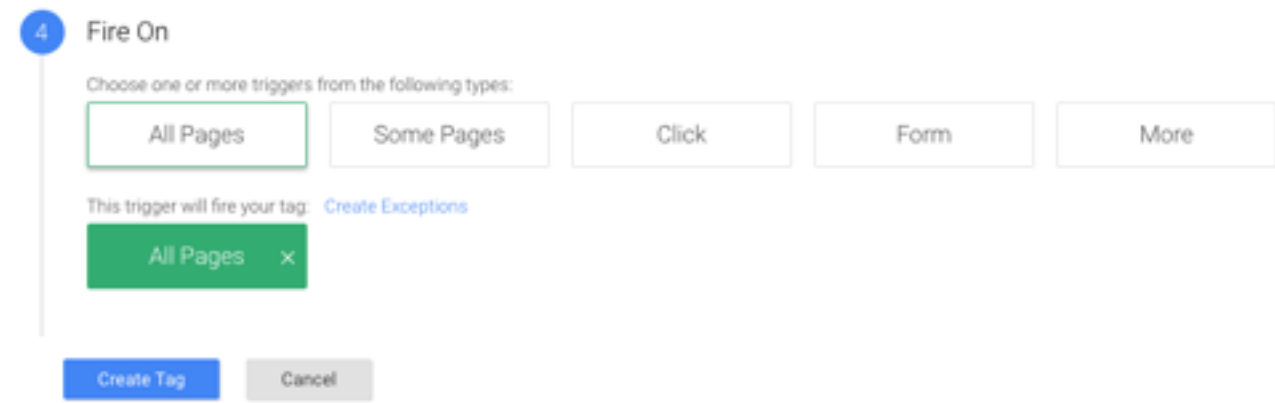 4 Fire On
Choose one or more triggers from the following types:
All Pages Some Pages Click Form More
This trigger will fire your tag: Create Exceptions
All Pages ×
Create Tag Cancel